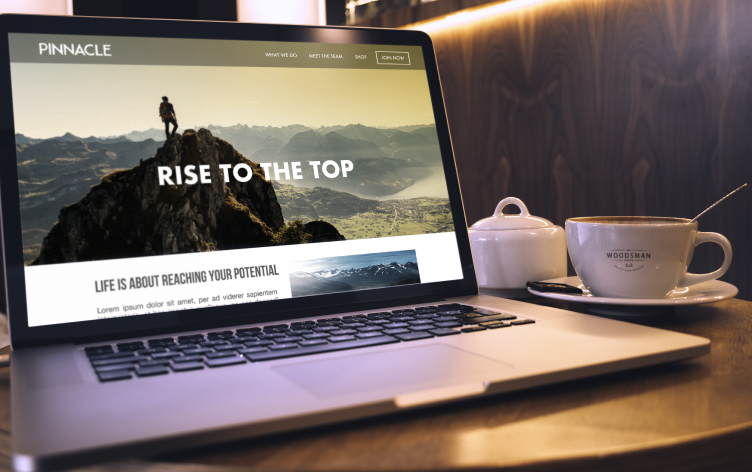 PINNACLE
WHAT WE DO
MEET THE TEAM
SHOP
JOIN NOW
RISE TO THE TOP
LIFE IS ABOUT REACHING YOUR POTENTIAL
Lorem ipsum dolor sit amet, per ad viderer sapientem
WOODSMAN